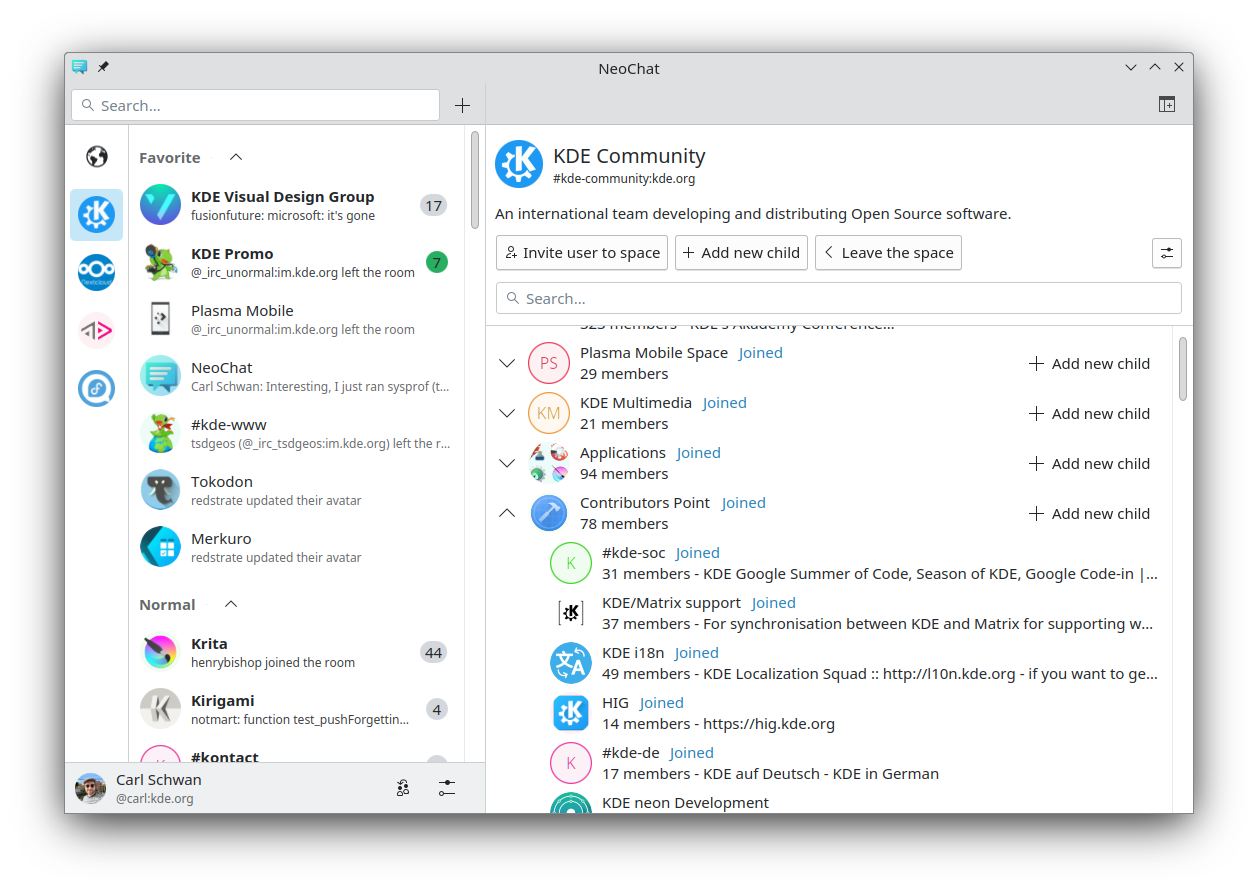 NeoChat
Search...
Favorite
KDE Visual Design Group
fusionfuture: microsoft: it's gone
17
KDE Promo
@_irc_unormal:im.kde.org left the room
7
Plasma Mobile
@_irc_unormal:im.kde.org left the room
NeoChat
Carl Schwan: Interesting, I just ran sysprof (t...
#kde-www
tsdgeos (@_irc_tsdgeos:im.kde.org) left the r...
Tokodon
redstrate updated their avatar
Merkuro
redstrate updated their avatar
Normal
Krita
henrybishop joined the room
44
Kirigami
notmart: function test_pushForgettin...
4
#kontact
Carl Schwan
@carl:kde.org
nextcloud
KDE Community
#kde-community:kde.org
An international team developing and distributing Open Source software.
Invite user to space
Add new child
Leave the space
Search...
323 members - KDE's Akademy Conference...
PS
Plasma Mobile Space Joined
29 members
Add new child
KM
KDE Multimedia Joined
21 members
Add new child
Applications Joined
94 members
Add new child
Contributors Point Joined
78 members
Add new child
K
#kde-soc Joined
31 members - KDE Google Summer of Code, Season of KDE, Google Code-in |...
KDE/Matrix support Joined
37 members - For synchronisation between KDE and Matrix for supporting w...
KDE i18n Joined
49 members - KDE Localization Squad :: http://l10n.kde.org - if you want to ge...
HIG Joined
14 members - https://hig.kde.org
K
#kde-de Joined
17 members - KDE auf Deutsch - KDE in German
KDE neon Development